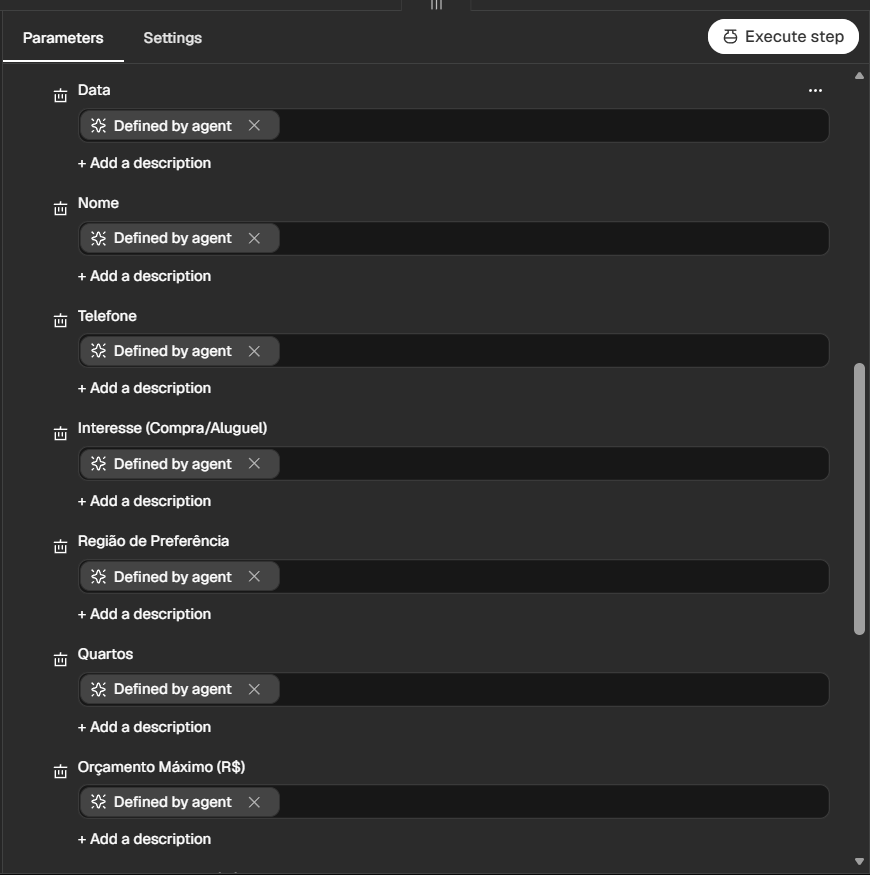 Parameters Settings Execute step
Data
Defined by agent
+ Add a description
Nome
Defined by agent
+ Add a description
Telefone
Defined by agent
+ Add a description
Interesse (Compra/Aluguel)
Defined by agent
+ Add a description
Região de Preferência
Defined by agent
+ Add a description
Quartos
Defined by agent
+ Add a description
Orçamento Máximo (R$)
Defined by agent
+ Add a description